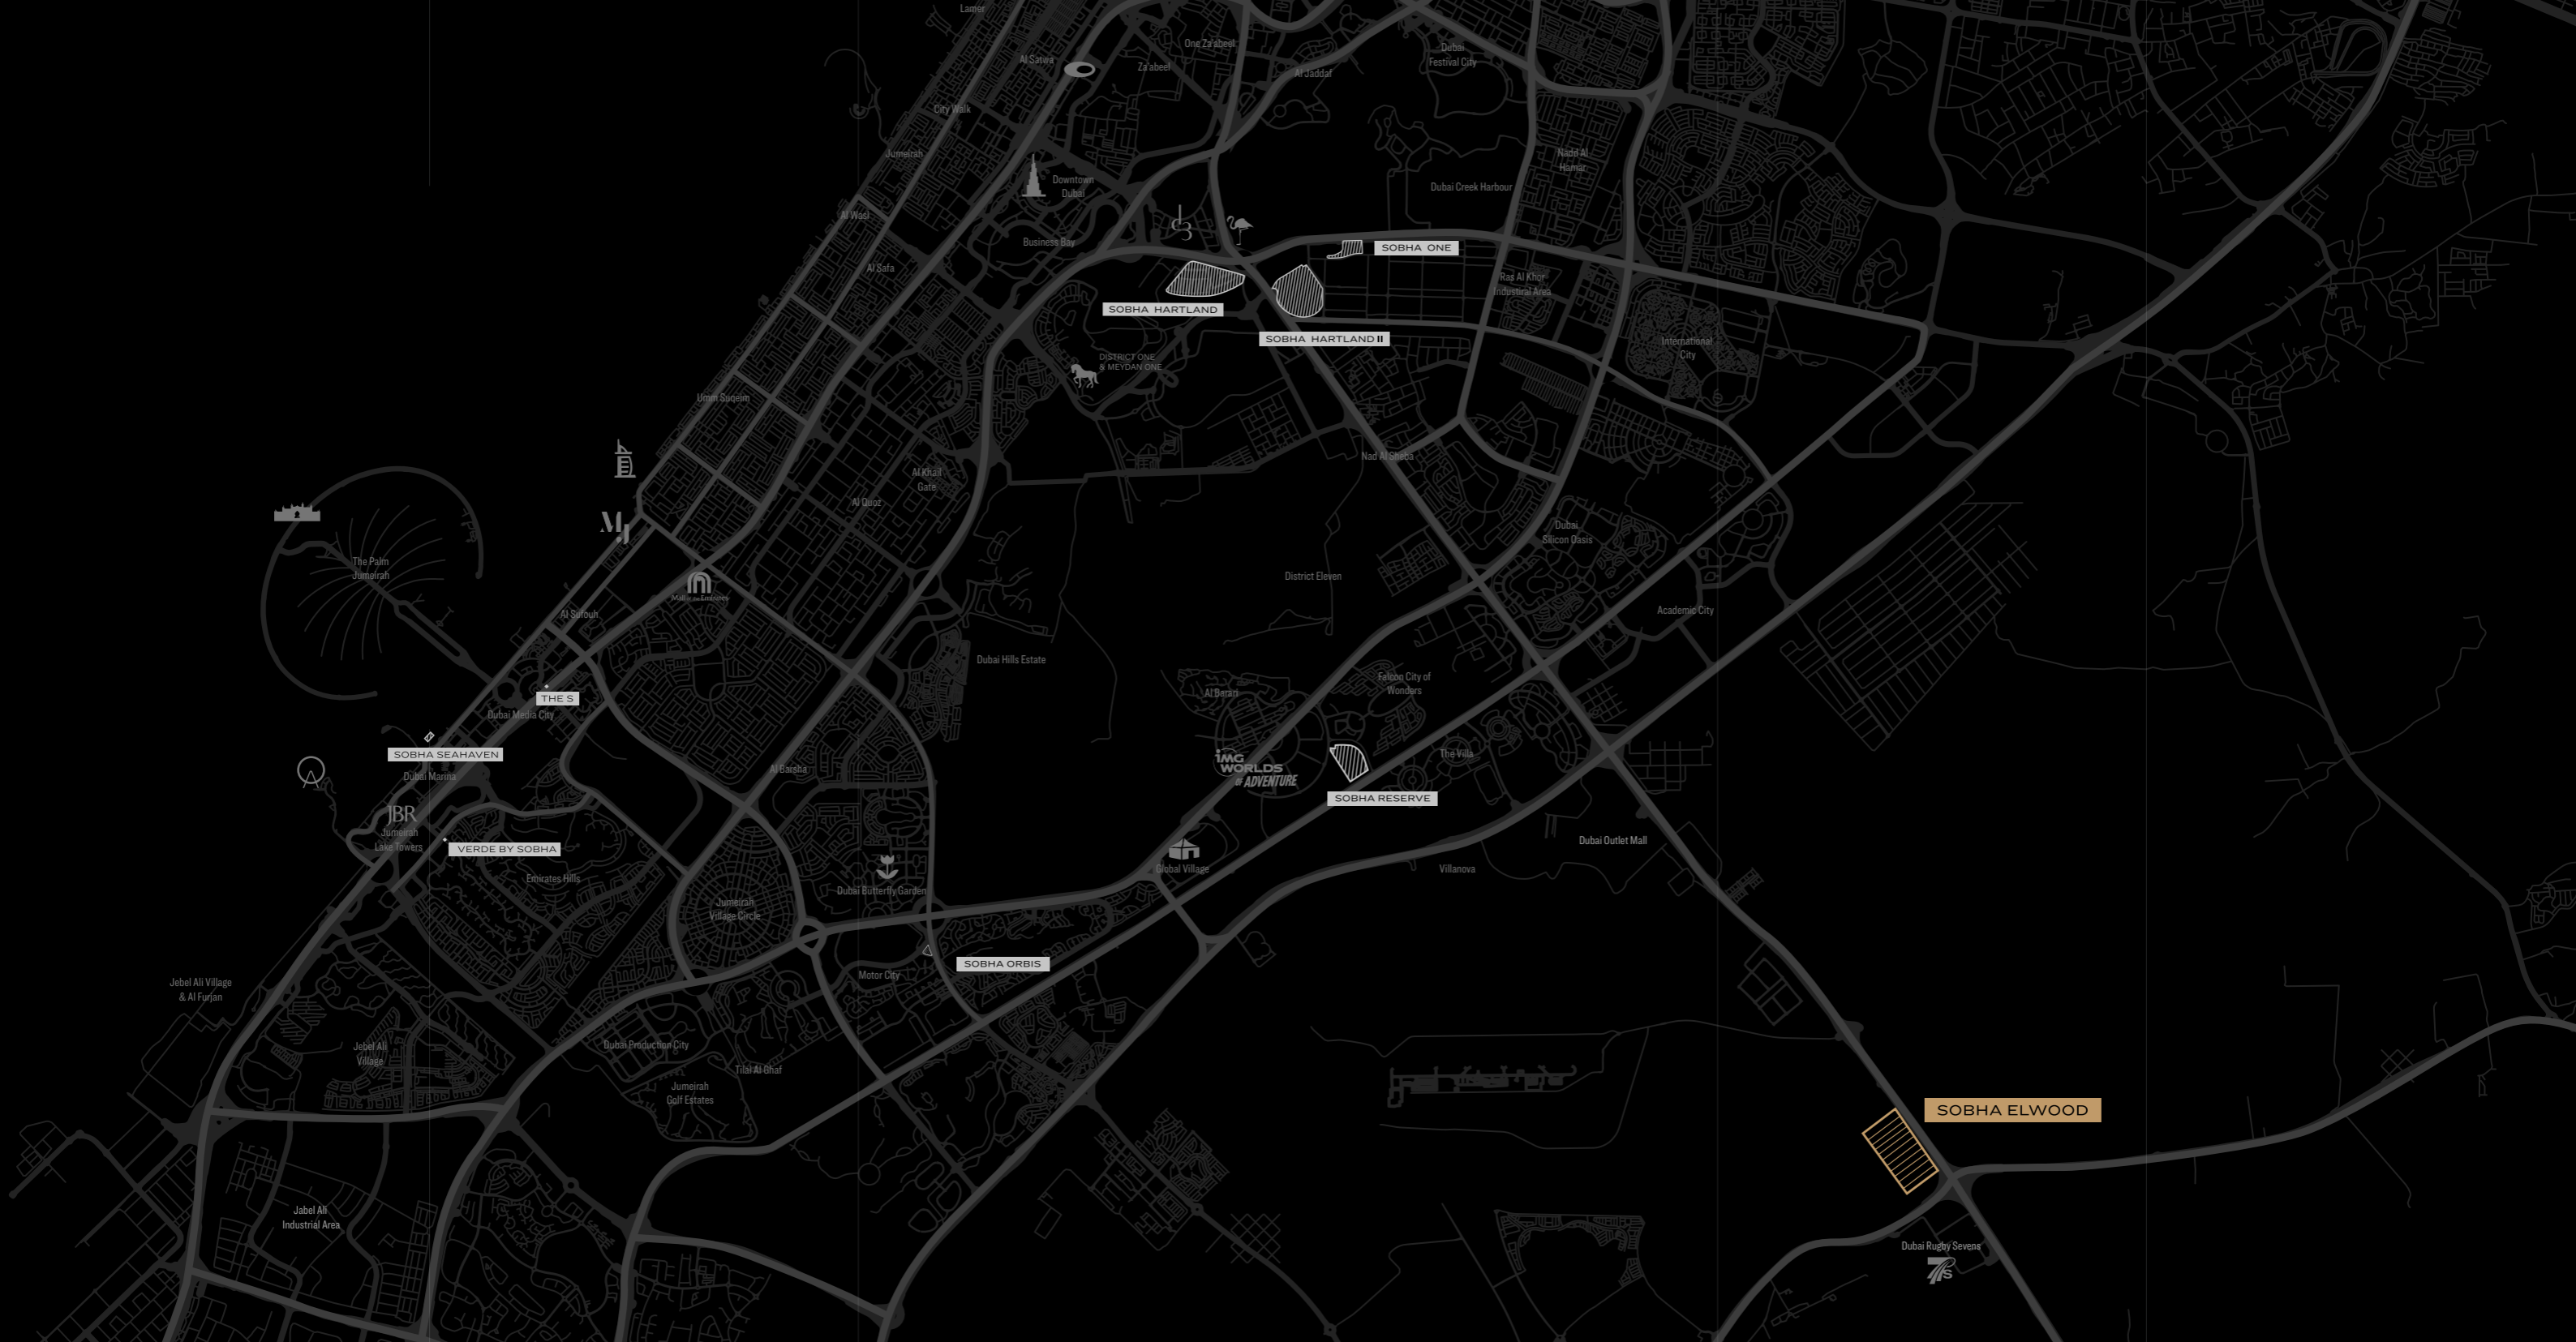 Lamer
One Za'abeel
Dubai
Festival City
Al Satwa
Za'abeel
Al Jaddaf
City Walk
Jumeirah
Nadd Al
Hamar
Downtown
Dubai
Dubai Creek Harbour
Al Wasl
Business Bay
SOBHA ONE
Al Safa
Ras Al Khor
Industiral Area
SOBHA HARTLAND
SOBHA HARTLAND II
International
City
DISTRICT ONE
& MEYDAN ONE
Umm Suqeim
Nad Al Sheba
Al Khail
Gate
Al Quoz
MJ
Dubai
Silicon Oasis
The Palm
Jumeirah
District Eleven
Mall of the Emirates
Al Sufouh
Academic City
Dubai Hills Estate
Falcon City of
Wonders
Al Barari
THE S
Dubai Media City
SOBHA SEAHAVEN
Dubai Marina
The Villa
iMG
WORLDS
OF ADVENTURE
Al Barsha
SOBHA RESERVE
JBR
Jumeirah
Lake Towers
VERDE BY SOBHA
Dubai Outlet Mall
Global Village
Villanova
Emirates Hills
Dubai Butterfly Garden
Jumeirah
Village Circle
SOBHA ORBIS
Motor City
Jebel Ali Village
& Al Furjan
Dubai Production City
Jebel Ali
Village
Tilal Al Ghaf
Jumeirah
Golf Estates
SOBHA ELWOOD
Jabel Ali
Industrial Area
Dubai Rugby Sevens
7s